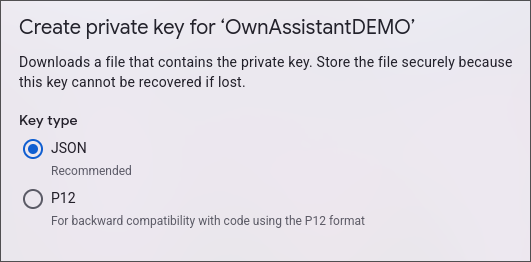 Create private key for ‘OwnAssistantDEMO’
Downloads a file that contains the private key. Store the file securely because
this key cannot be recovered if lost.
Key type
JSON
Recommended
P12
For backward compatibility with code using the P12 format